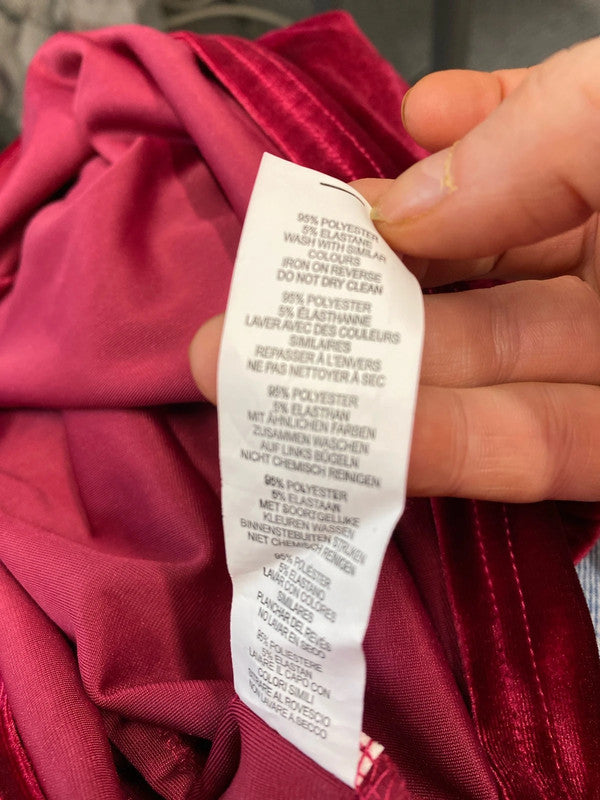 95% POLYESTER
5% ELASTANE
WASH WITH SIMILAR
COLOURS
IRON ON REVERSE
DO NOT DRY CLEAN
95% POLYESTER
5% ÉLASTHANNE
LAVER AVEC DES COULEURS
SIMILAIRES
REPASSER À L'ENVERS
NE PAS NETTOYER À SEC
95% POLYESTER
5% ELASTHAN
MIT ÄHNLICHEN FARBEN
ZUSAMMEN WASCHEN
AUF LINKS BÜGELN
NICHT CHEMISCH REINIGEN
95% POLYESTER
5% ELASTAAN
MET SOORTGELIJKE
KLEUREN WASSEN
BINNENSTEBUITEN STRIJKEN
NIET CHEMISCH REINIGEN
95% POLIÉSTER
5% ELASTANO
LAVAR CON COLORES
SIMILARES
PLANCHAR DEL REVÉS
NO LAVAR EN SECO
95% POLIESTERE
5% ELASTAN
LAVARE IL CAPO CON
COLORI SIMILI
STIRARE AL ROVESCIO
NON LAVARE A SECCO